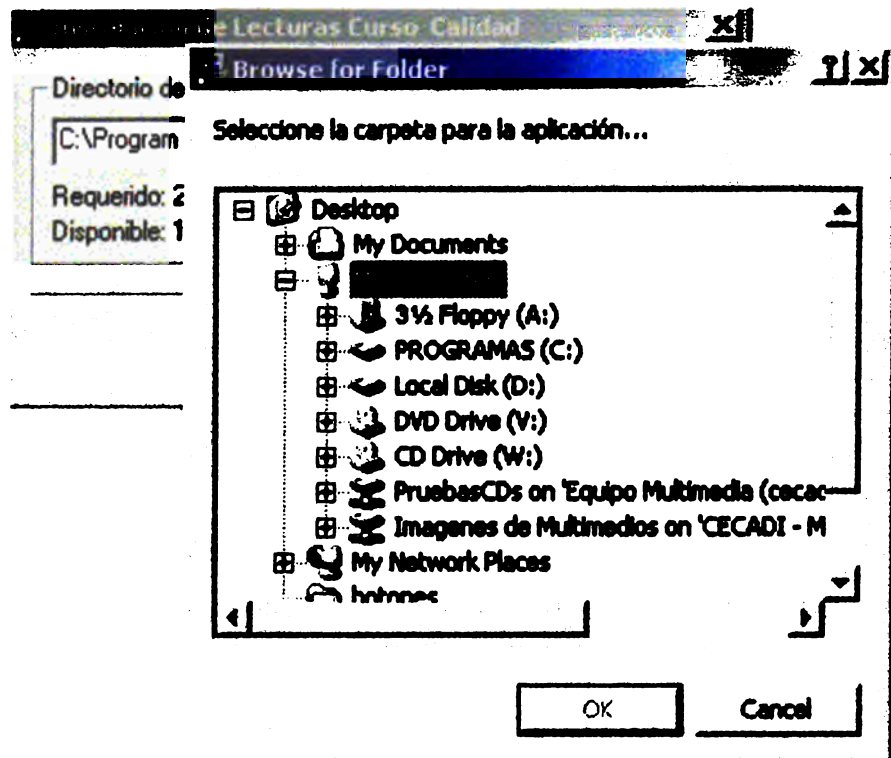 e Lecturas Curso Calidad
Browse for Folder
Directorio de
C:\Program
Requerido: 2
Disponible: 1
Seleccione la carpeta para la aplicación...
Desktop
My Documents
3½ Floppy (A:)
PROGRAMAS (C:)
Local Disk (D:)
DVD Drive (V:)
CD Drive (W:)
PruebasCDs on 'Equipo Multimedia (cecac
Imagenes de Multimedios on 'CECADI - M
My Network Places
botones
OK
Cancel